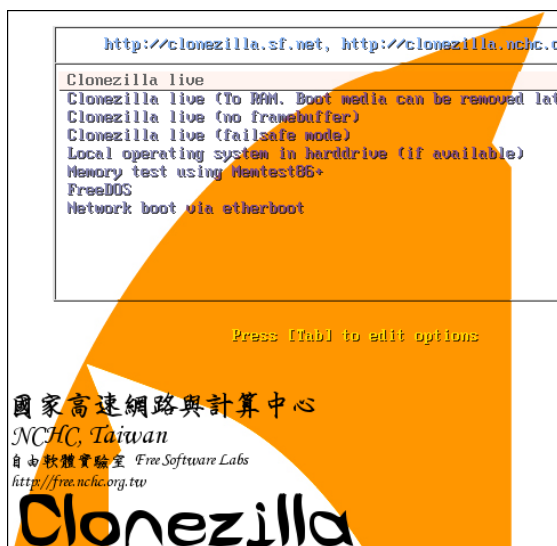 http://clonezilla.sf.net, http://clonezilla.nchc.
Clonezilla live
Clonezilla live (To RAM. Boot media can be removed lat
Clonezilla live (no framebuffer)
Clonezilla live (failsafe mode)
Local operating system in harddrive (if available)
Memory test using Memtest86+
FreeDOS
Network boot via etherboot
Press [Tab] to edit options
國家高速網路與計算中心
NCHC, Taiwan
自由軟體實驗室 Free Software Labs
http://free.nchc.org.tw
Clonezilla